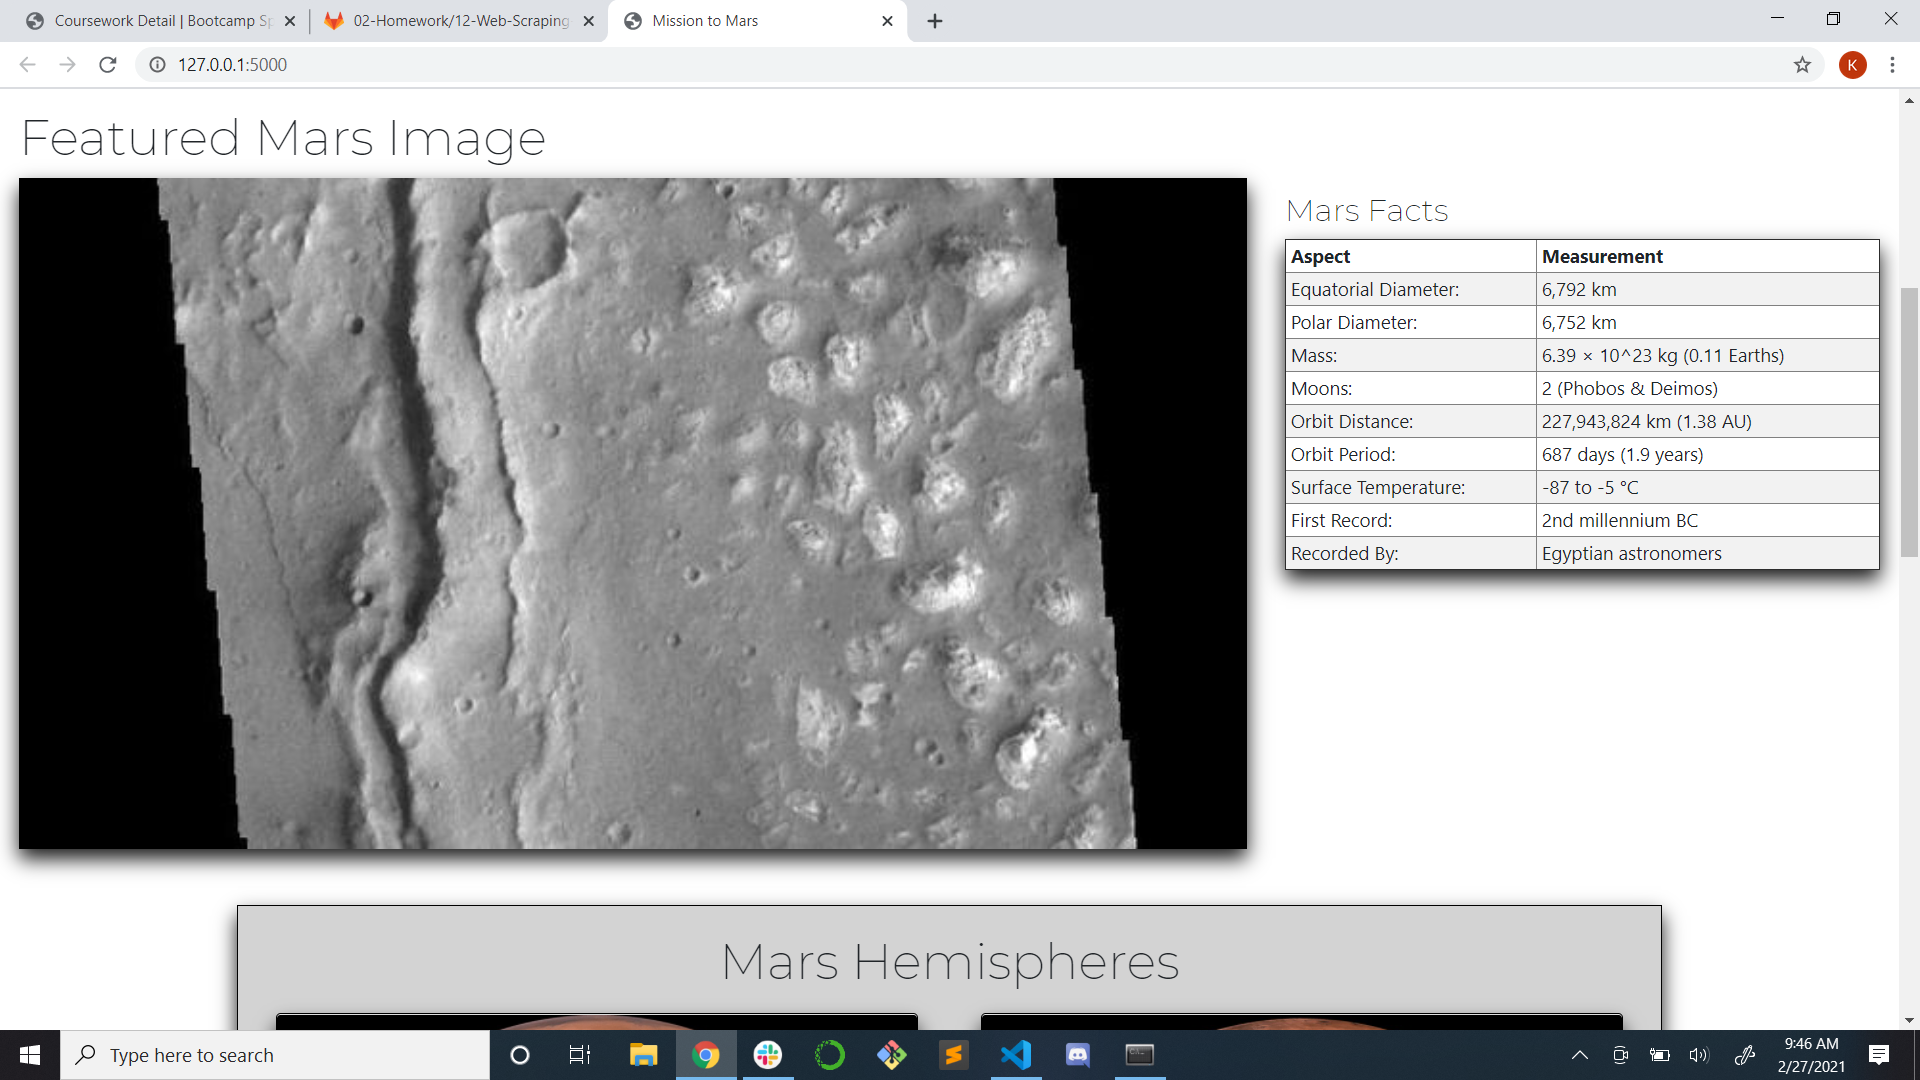 Coursework Detail | Bootcamp Sp
02-Homework/12-Web-Scraping
Mission to Mars
127.0.0.1:5000
K
Featured Mars Image
Mars Facts
Aspect Measurement
Equatorial Diameter: 6,792 km
Polar Diameter: 6,752 km
Mass: 6.39 × 10^23 kg (0.11 Earths)
Moons: 2 (Phobos & Deimos)
Orbit Distance: 227,943,824 km (1.38 AU)
Orbit Period: 687 days (1.9 years)
Surface Temperature: -87 to -5 °C
First Record: 2nd millennium BC
Recorded By: Egyptian astronomers
Mars Hemispheres
Type here to search
9:46 AM
2/27/2021